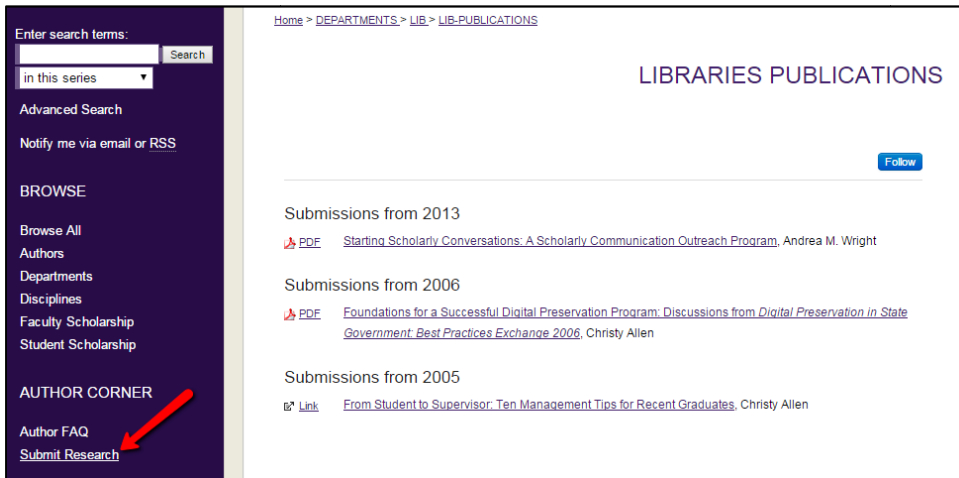 Enter search terms:
Search
in this series
Advanced Search
Notify me via email or RSS
BROWSE
Browse All
Authors
Departments
Disciplines
Faculty Scholarship
Student Scholarship
AUTHOR CORNER
Author FAQ
Submit Research
Home > DEPARTMENTS > LIB > LIB-PUBLICATIONS
LIBRARIES PUBLICATIONS
Follow
Submissions from 2013
PDF Starting Scholarly Conversations: A Scholarly Communication Outreach Program, Andrea M. Wright
Submissions from 2006
PDF Foundations for a Successful Digital Preservation Program: Discussions from Digital Preservation in State
Government: Best Practices Exchange 2006, Christy Allen
Submissions from 2005
Link From Student to Supervisor: Ten Management Tips for Recent Graduates, Christy Allen